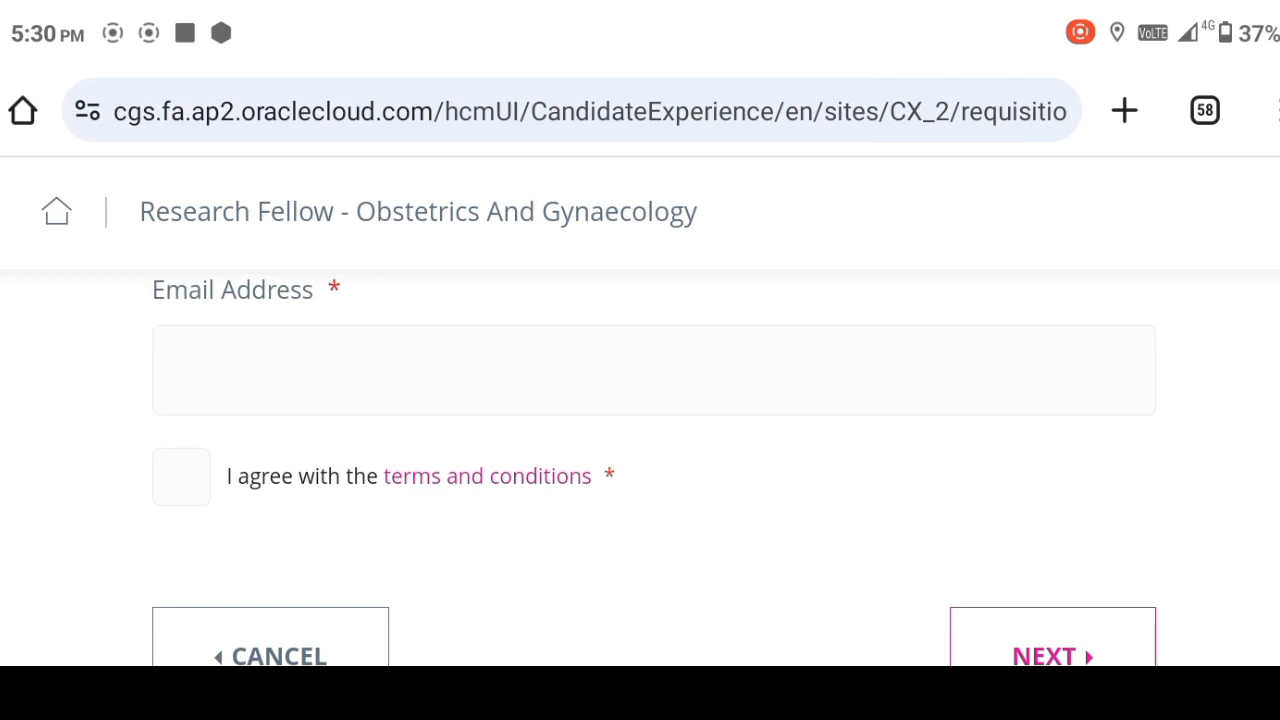 5:30 PM VoLTE 4G 37%
cgs.fa.ap2.oraclecloud.com/hcmUI/CandidateExperience/en/sites/CX_2/requisitio 58
Research Fellow - Obstetrics And Gynaecology
Email Address *
I agree with the terms and conditions *
CANCEL NEXT